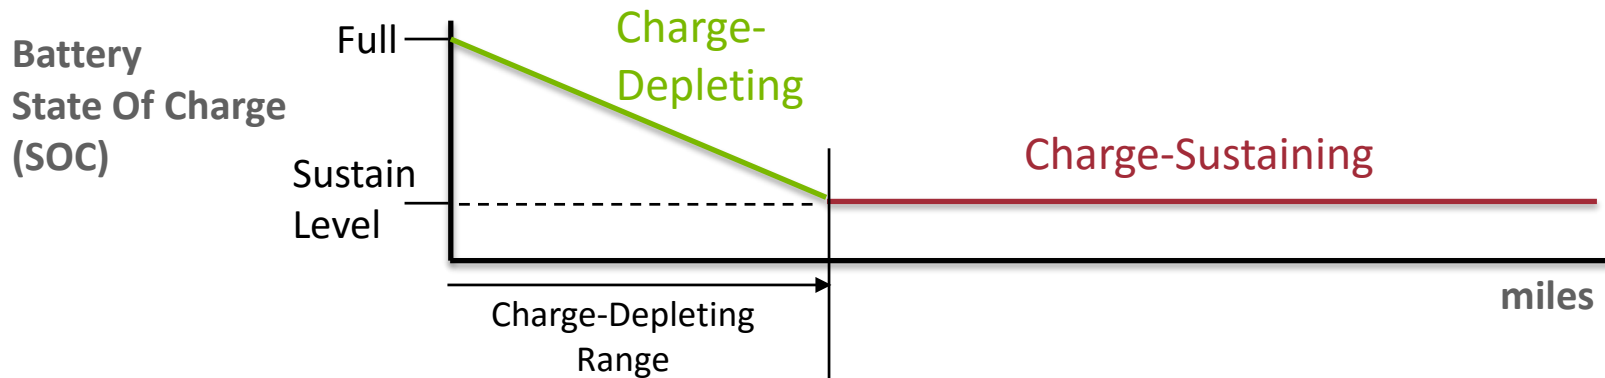 Battery
State Of Charge
(SOC)
Full
Sustain
Level
Charge-
Depleting
Charge-Sustaining
Charge-Depleting
Range
miles